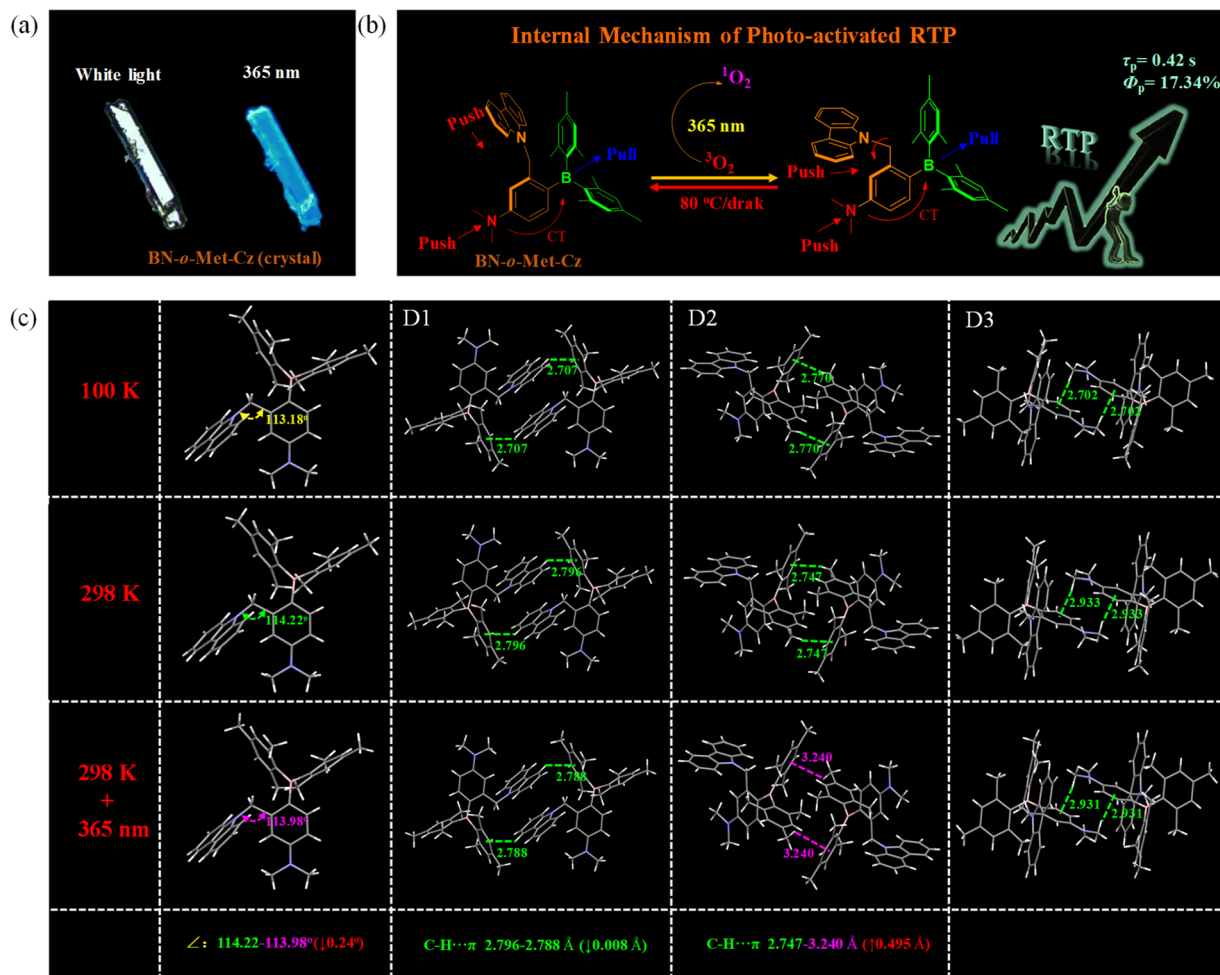 (a)
White light
365 nm
BN-o-Met-Cz (crystal)
(b)
Internal Mechanism of Photo-activated RTP
Push
N
B
Pull
N
Push
CT
BN-o-Met-Cz
¹O₂
365 nm
³O₂
80 °C/drak
N
Push
B
Pull
N
Push
CT
τp= 0.42 s
Φp= 17.34%
RTP
RTP
(c)
D1
D2
D3
100 K
113.18°
2.707
2.707
2.770
2.770
2.702
2.702
298 K
114.22°
2.796
2.796
2.747
2.747
2.933
2.933
298 K
+
365 nm
113.98°
2.788
2.788
3.240
3.240
2.931
2.931
∠: 114.22-113.98° (↓0.24°)
C-H···π 2.796-2.788 Å (↓0.008 Å)
C-H···π 2.747-3.240 Å (↑0.495 Å)